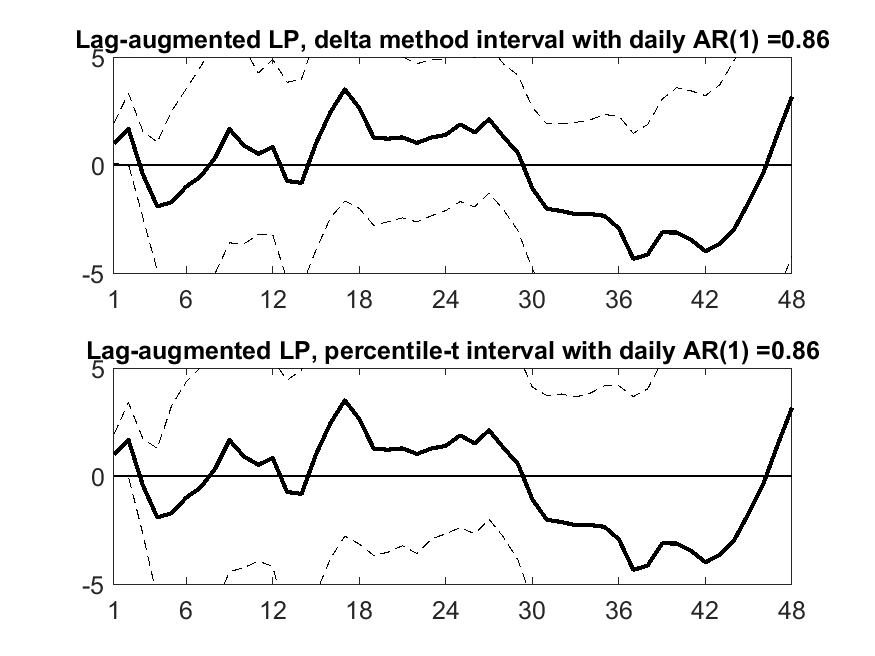 Lag-augmented LP, delta method interval with daily AR(1) =0.86
5
0
-5
1 6 12 18 24 30 36 42 48
Lag-augmented LP, percentile-t interval with daily AR(1) =0.86
5
0
-5
1 6 12 18 24 30 36 42 48